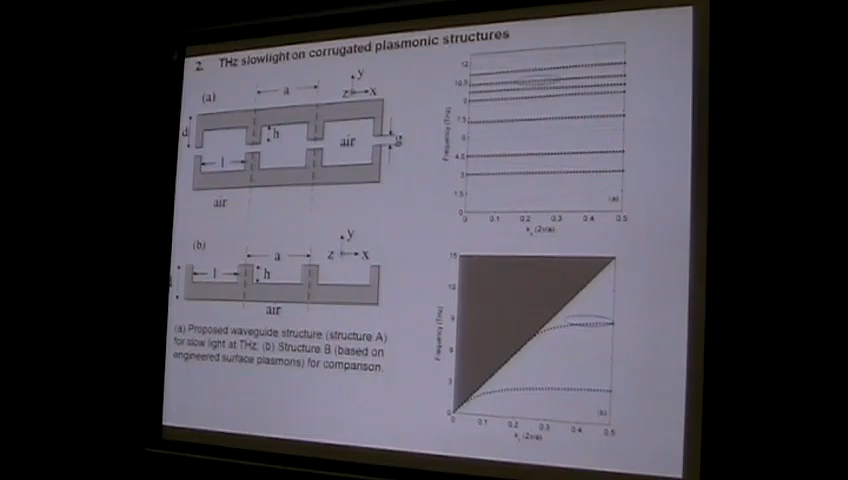 2. THz slowlight on corrugated plasmonic structures
(a)
a
y
z
x
d
h
air
g
l
air
(b)
a
y
z
x
l
h
air
(a) Proposed waveguide structure (structure A)
for slow light at THz; (b) Structure B (based on
engineered surface plasmons) for comparison.
Frequency (THz)
12
10.5
9
7.5
6
4.5
3
1.5
0
0 0.1 0.2 0.3 0.4 0.5
(a)
Frequency (THz)
15
12
9
6
3
0
0 0.1 0.2 0.3 0.4 0.5
(b)